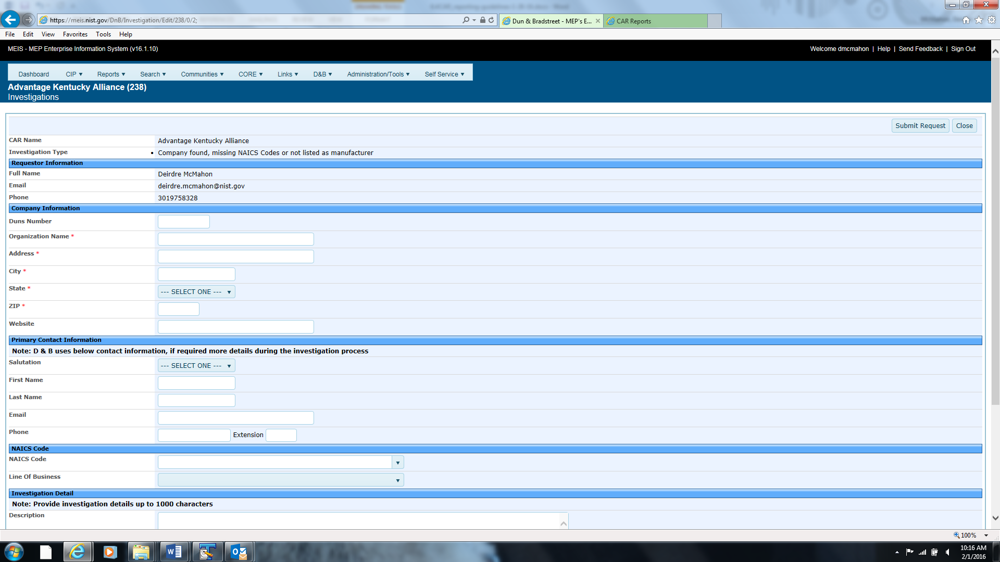 https://meis.nist.gov/DnB/Investigation/Edit/238/0/2;
Dun & Bradstreet - MEP's E...
CAR Reports
File Edit View Favorites Tools Help
MEIS - MEP Enterprise Information System (v16.1.10)
Welcome dmcmahon | Help | Send Feedback | Sign Out
Dashboard CIP Reports Search Communities CORE Links D&B Administration/Tools Self Service
Advantage Kentucky Alliance (238)
Investigations
Submit Request Close
CAR Name Advantage Kentucky Alliance
Investigation Type • Company found, missing NAICS Codes or not listed as manufacturer
Requestor Information
Full Name Deirdre McMahon
Email deirdre.mcmahon@nist.gov
Phone 3019758328
Company Information
Duns Number
Organization Name *
Address *
City *
State * --- SELECT ONE ---
ZIP *
Website
Primary Contact Information
Note: D & B uses below contact information, if required more details during the investigation process
Salutation --- SELECT ONE ---
First Name
Last Name
Email
Phone Extension
NAICS Code
NAICS Code
Line Of Business
Investigation Detail
Note: Provide investigation details up to 1000 characters
Description
100%
10:16 AM
2/1/2016